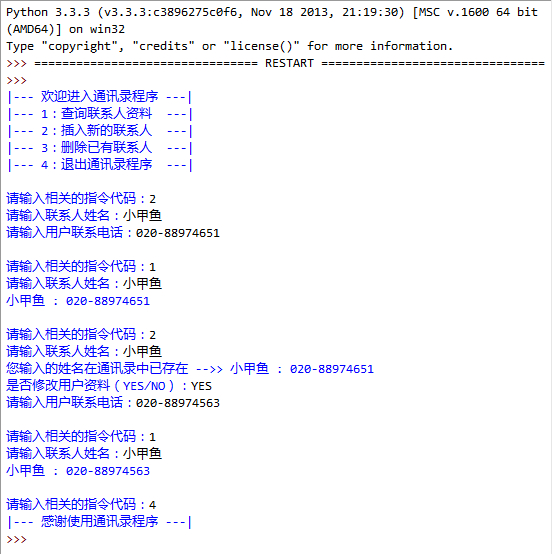 Python 3.3.3 (v3.3.3:c3896275c0f6, Nov 18 2013, 21:19:30) [MSC v.1600 64 bit
(AMD64)] on win32
Type "copyright", "credits" or "license()" for more information.
>>> ================================ RESTART ================================
>>>
|--- 欢迎进入通讯录程序 ---|
|--- 1：查询联系人资料  ---|
|--- 2：插入新的联系人  ---|
|--- 3：删除已有联系人  ---|
|--- 4：退出通讯录程序  ---|
请输入相关的指令代码：2
请输入联系人姓名：小甲鱼
请输入用户联系电话：020-88974651
请输入相关的指令代码：1
请输入联系人姓名：小甲鱼
小甲鱼 : 020-88974651
请输入相关的指令代码：2
请输入联系人姓名：小甲鱼
您输入的姓名在通讯录中已存在 -->> 小甲鱼 : 020-88974651
是否修改用户资料（YES/NO）：YES
请输入用户联系电话：020-88974563
请输入相关的指令代码：1
请输入联系人姓名：小甲鱼
小甲鱼 : 020-88974563
请输入相关的指令代码：4
|--- 感谢使用通讯录程序 ---|
>>>